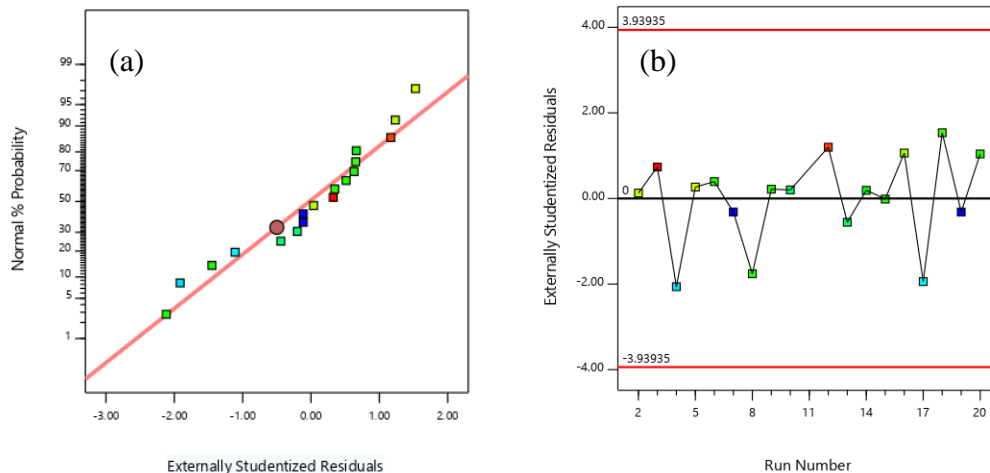 (a)
Normal % Probability
99
95
90
80
70
50
30
20
10
5
1
-3.00 -2.00 -1.00 0.00 1.00 2.00
Externally Studentized Residuals
(b)
Externally Studentized Residuals
4.00
2.00
0.00
-2.00
-4.00
3.93935
0
-3.93935
2 5 8 11 14 17 20
Run Number